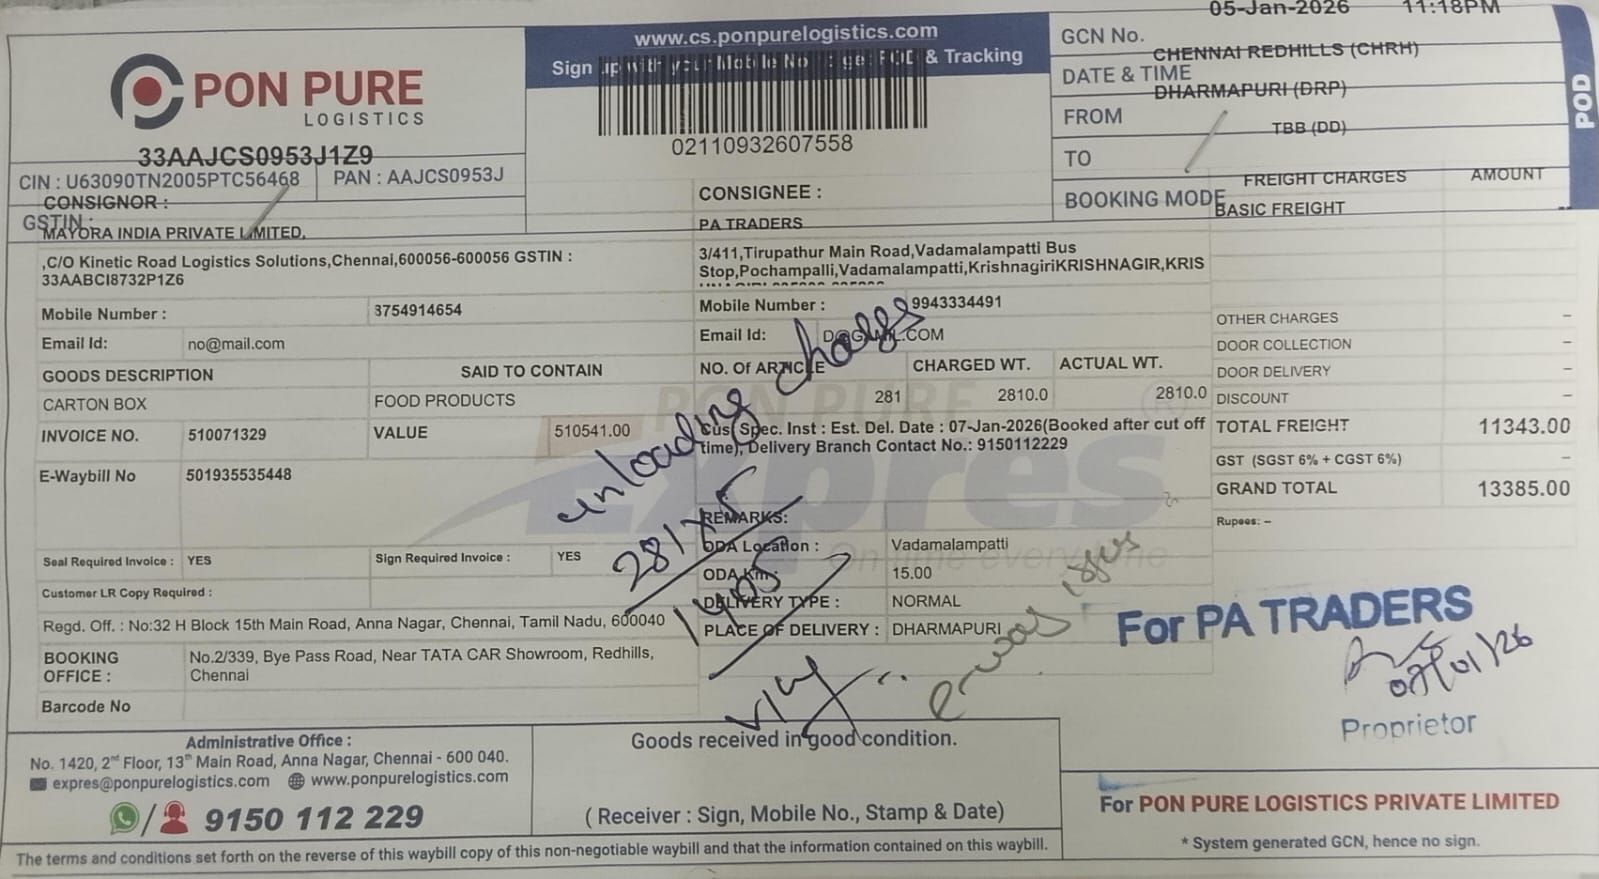 05-Jan-2026 11:18PM
www.cs.ponpurelogistics.com
Sign up with your Mobile No & Tracking
02110932607558
PON PURE
LOGISTICS
33AAJCS0953J1Z9
CIN : U63090TN2005PTC56468 PAN : AAJCS0953J
GSTIN :
GCN No.
CHENNAI REDHILLS (CHRH)
DATE & TIME
DHARMAPURI (DRP)
FROM
TBB (DD)
TO
BOOKING MODE
POD
CONSIGNOR :
MAYORA INDIA PRIVATE LIMITED,
,C/O Kinetic Road Logistics Solutions,Chennai,600056-600056 GSTIN :
33AABCI8732P1Z6
Mobile Number : 3754914654
Email Id: no@mail.com
GOODS DESCRIPTION SAID TO CONTAIN
CARTON BOX FOOD PRODUCTS
INVOICE NO. 510071329 VALUE 510541.00
E-Waybill No 501935535448
Seal Required Invoice : YES Sign Required Invoice : YES
Customer LR Copy Required :
Regd. Off. : No:32 H Block 15th Main Road, Anna Nagar, Chennai, Tamil Nadu, 600040
BOOKING OFFICE : No.2/339, Bye Pass Road, Near TATA CAR Showroom, Redhills,
Chennai
Barcode No
CONSIGNEE :
PA TRADERS
3/411,Tirupathur Main Road,Vadamalampatti Bus
Stop,Pochampalli,Vadamalampatti,KrishnagiriKRISHNAGIR,KRIS
Mobile Number : 9943334491
Email Id: .COM
NO. Of ARTICLE CHARGED WT. ACTUAL WT.
281 2810.0 2810.0
Cus Spec. Inst : Est. Del. Date : 07-Jan-2026(Booked after cut off
time), Delivery Branch Contact No.: 9150112229
PON PURE
Expres
On time everytime
REMARKS:
ODA Location : Vadamalampatti
ODA Km : 15.00
DELIVERY TYPE : NORMAL
PLACE OF DELIVERY : DHARMAPURI
unloading charges
281x5
1405
FREIGHT CHARGES AMOUNT
BASIC FREIGHT --
OTHER CHARGES –
DOOR COLLECTION –
DOOR DELIVERY –
DISCOUNT –
TOTAL FREIGHT 11343.00
GST (SGST 6% + CGST 6%) –
GRAND TOTAL 13385.00
Rupees: –
For PA TRADERS
07/01/26
Proprietor
Administrative Office :
No. 1420, 2nd Floor, 13th Main Road, Anna Nagar, Chennai - 600 040.
expres@ponpurelogistics.com www.ponpurelogistics.com
/ 9150 112 229
Goods received in good condition.
( Receiver : Sign, Mobile No., Stamp & Date)
For PON PURE LOGISTICS PRIVATE LIMITED
* System generated GCN, hence no sign.
The terms and conditions set forth on the reverse of this waybill copy of this non-negotiable waybill and that the information contained on this waybill.